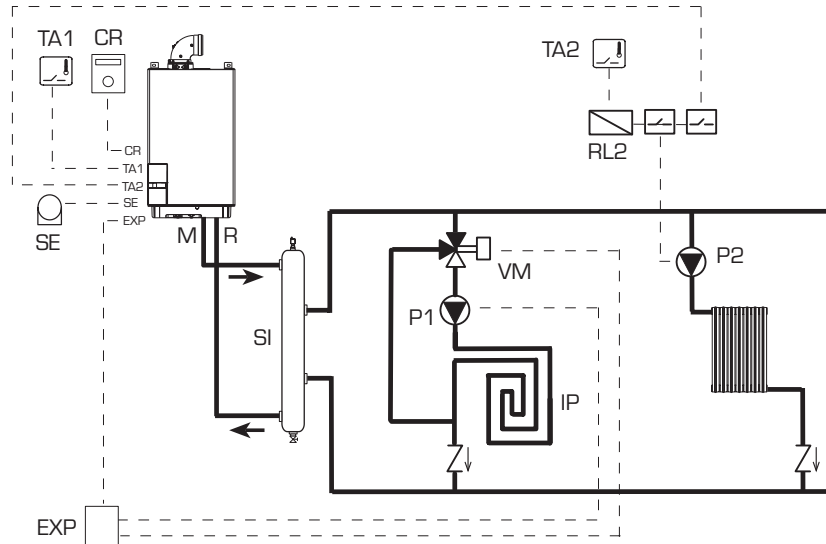 TA1 CR
TA2
RL2
CR
TA1
TA2
SE
EXP
SE
M R
VM
P2
P1
SI
IP
EXP